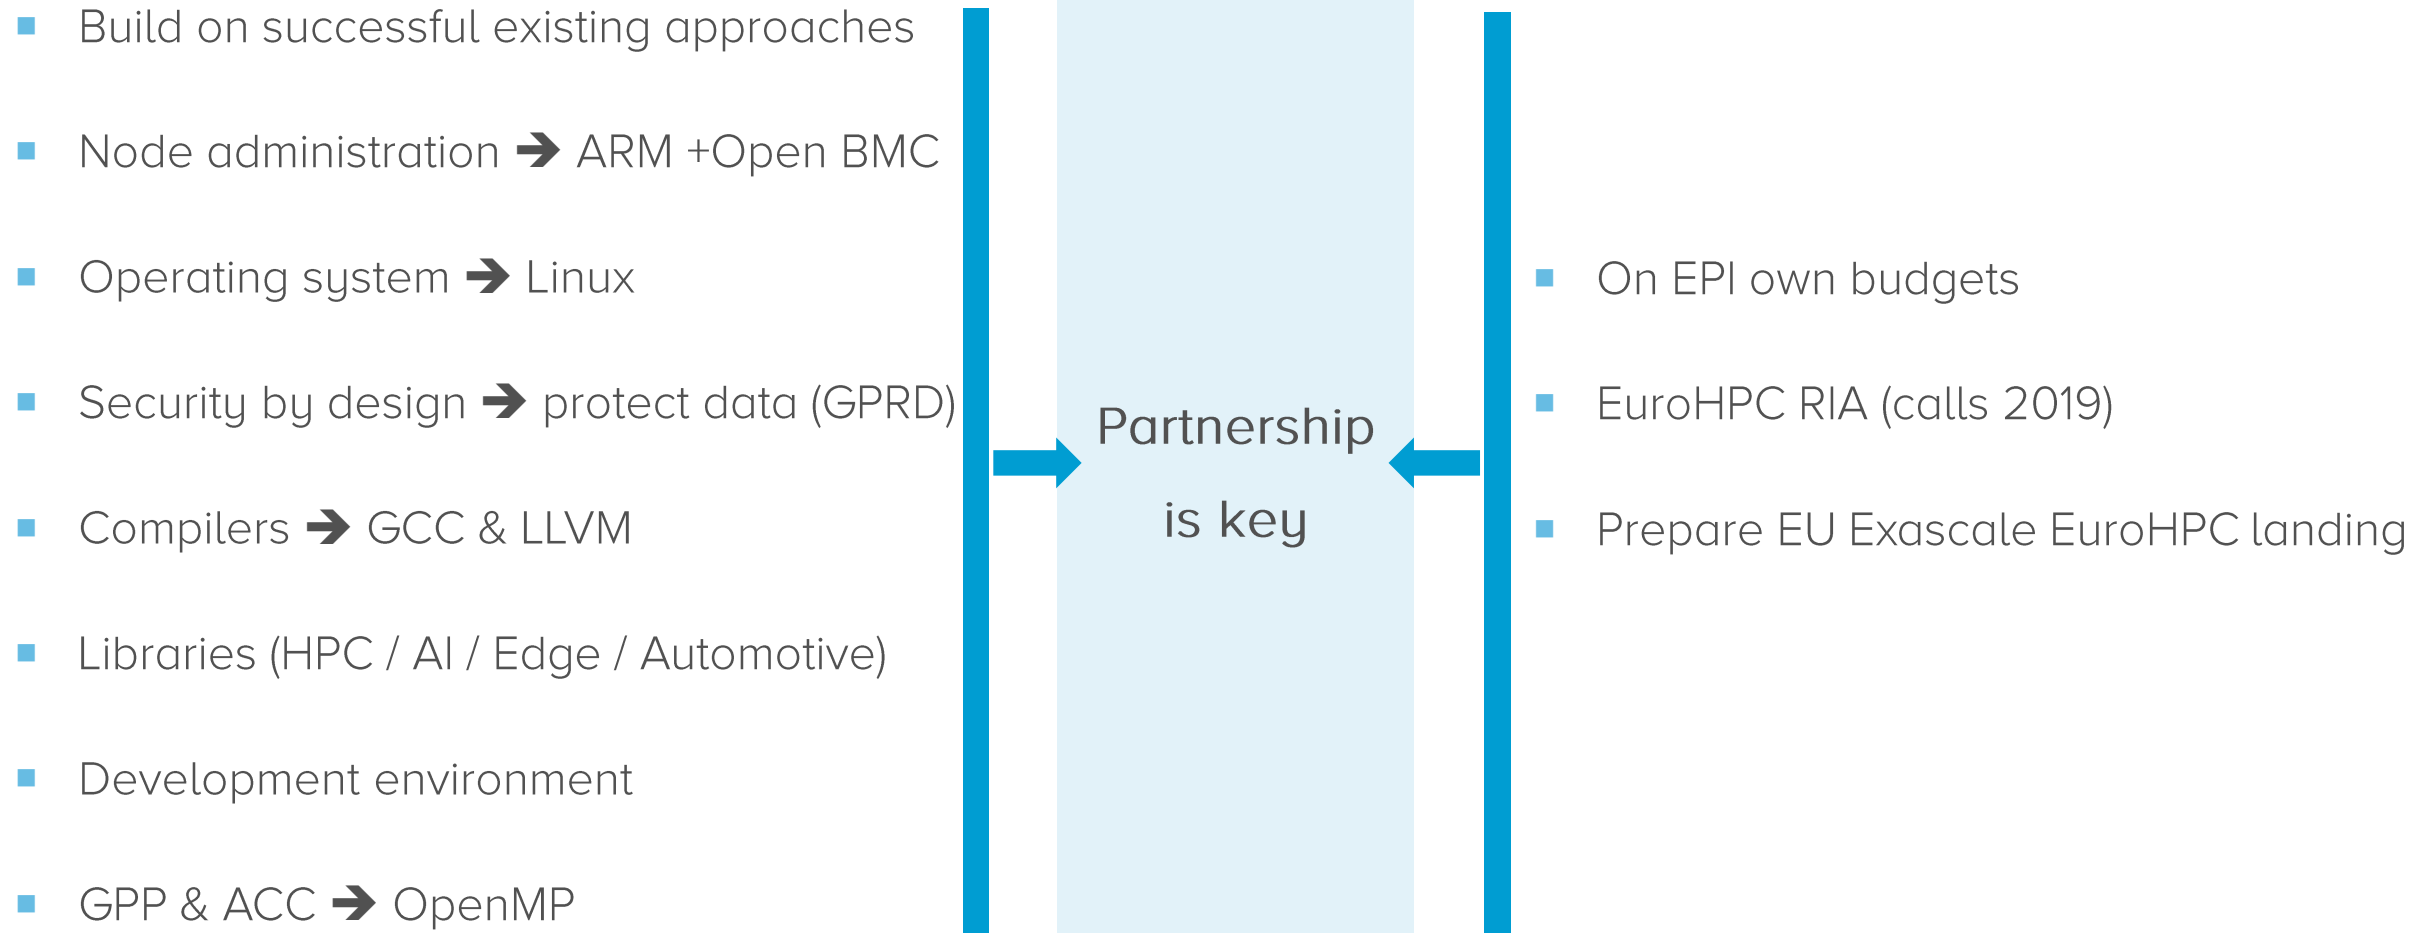 Build on successful existing approaches
Node administration ➔ ARM +Open BMC
Operating system ➔ Linux
Security by design ➔ protect data (GPRD)
Compilers ➔ GCC & LLVM
Libraries (HPC / AI / Edge / Automotive)
Development environment
GPP & ACC ➔ OpenMP
Partnership
is key
On EPI own budgets
EuroHPC RIA (calls 2019)
Prepare EU Exascale EuroHPC landing